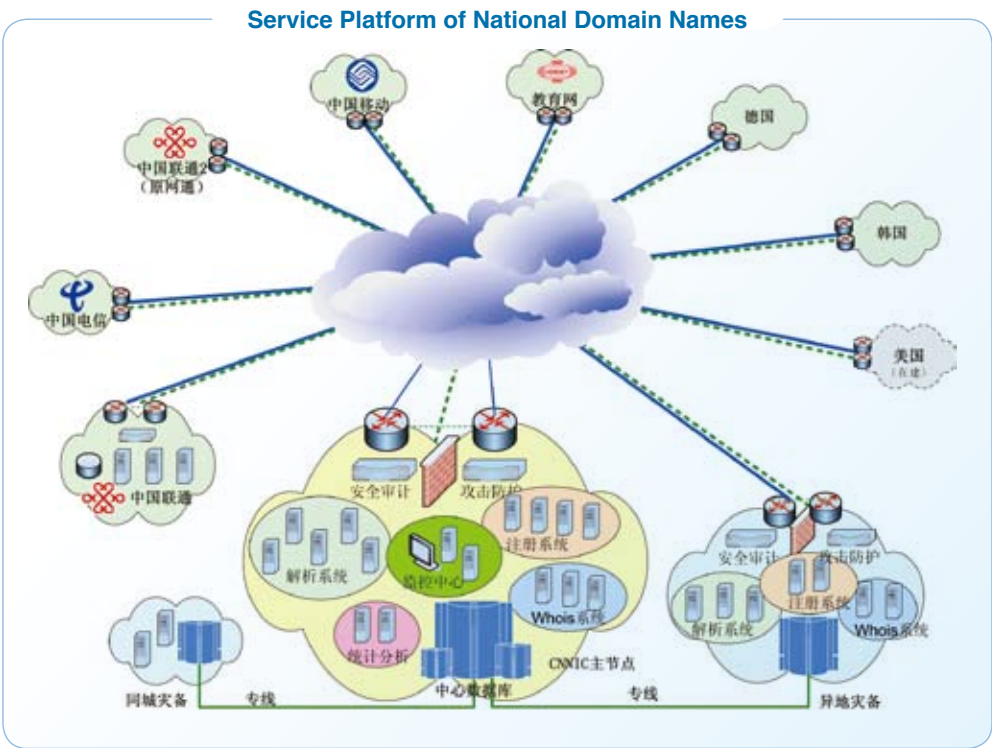 Service Platform of National Domain Names
中国移动
教育网
德国
中国联通2
(原网通)
韩国
中国电信
美国
(在建)
中国联通
安全审计
攻击防护
注册系统
解析系统
监控中心
Whois系统
统计分析
CNNIC主节点
中心数据库
安全审计
攻击防护
注册系统
解析系统
Whois系统
同城灾备
专线
专线
异地灾备